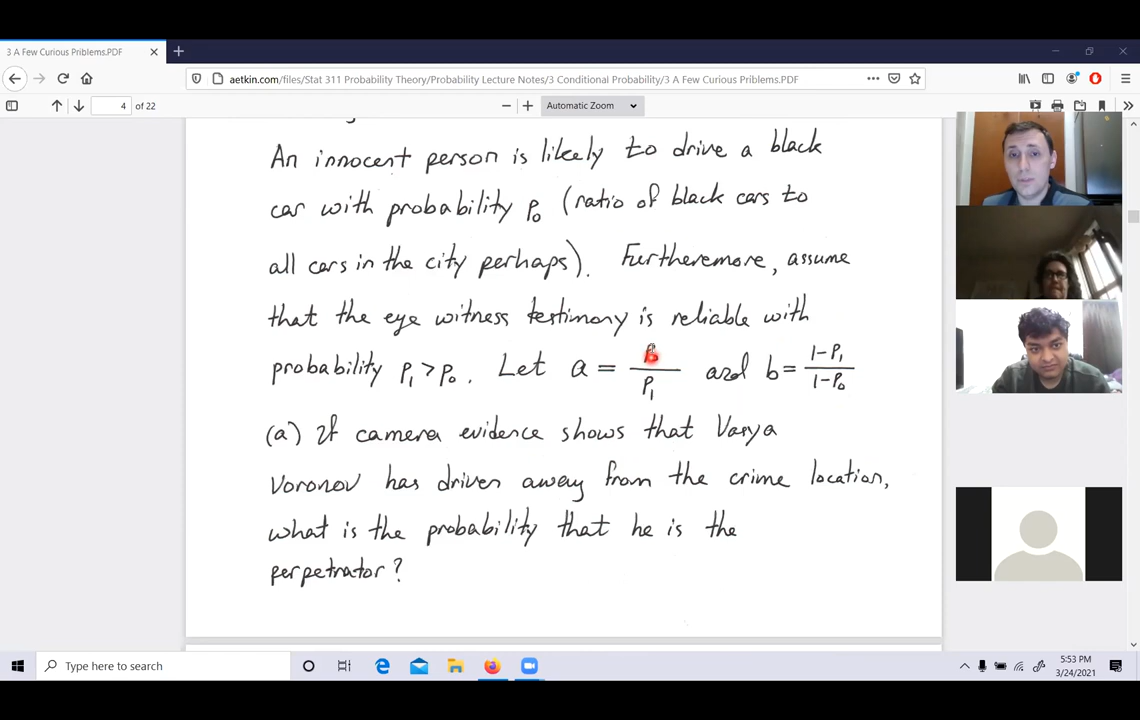 3 A Few Curious Priblems.PDF
aetkin.com/files/Stat 311 Probability Theory/Probability Lecture Notes/3 Conditional Probability/3 A Few Curious Priblems.PDF
4 of 22
Automatic Zoom
An innocent person is likely to drive a black
car with probability P₀ (ratio of black cars to
all cars in the city perhaps). Furtheremore, assume
that the eye witness testimony is reliable with
probability P₁ > P₀. Let a = P₀/P₁ and b = 1-P₁/1-P₀
(a) If camera evidence shows that Vasya
Voronov has driven away from the crime location,
what is the probability that he is the
perpetrator?
Type here to search
5:53 PM
3/24/2021